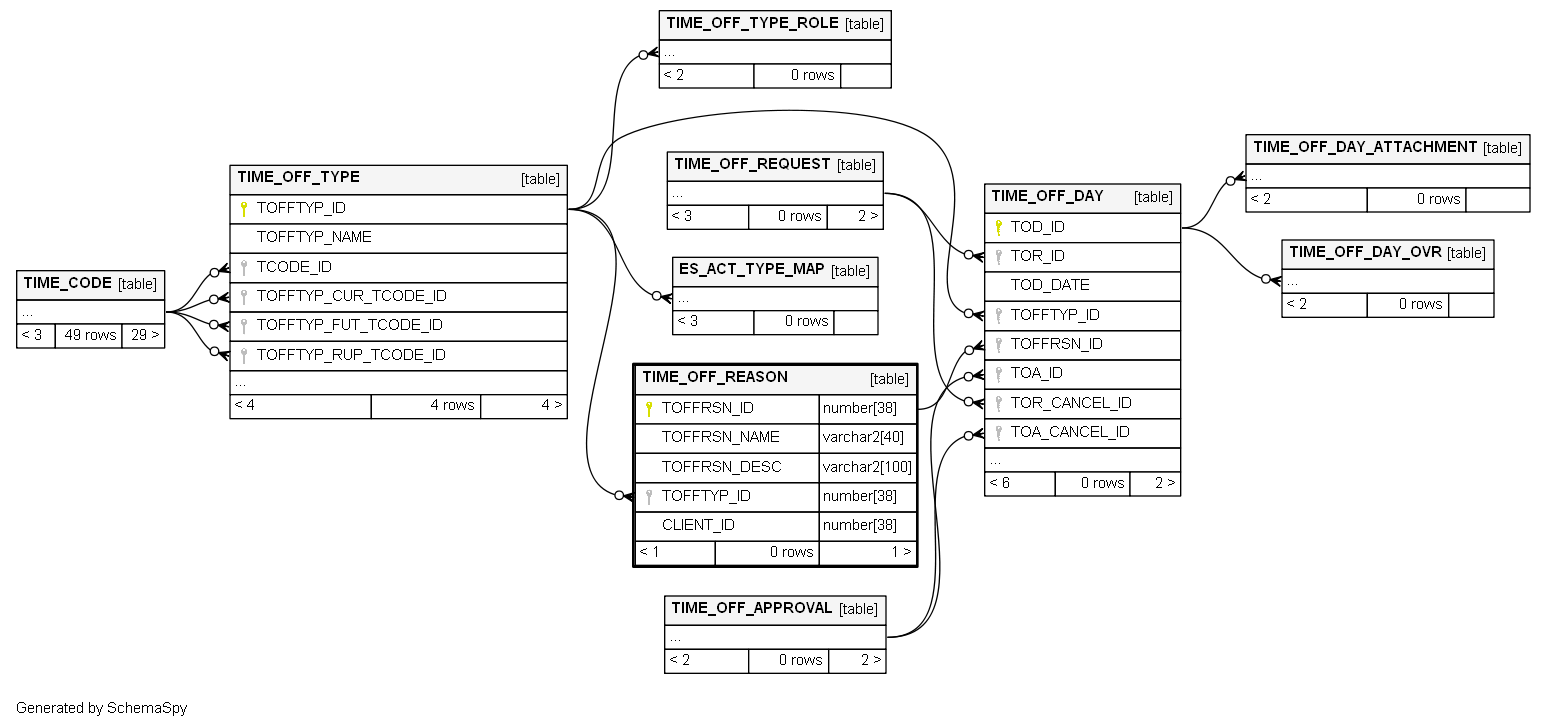 TIME_OFF_TYPE_ROLE [table]
...
< 2 0 rows
TIME_OFF_REQUEST [table]
...
< 3 0 rows 2 >
ES_ACT_TYPE_MAP [table]
...
< 3 0 rows
TIME_CODE [table]
...
< 3 49 rows 29 >
TIME_OFF_TYPE [table]
TOFFTYP_ID
TOFFTYP_NAME
TCODE_ID
TOFFTYP_CUR_TCODE_ID
TOFFTYP_FUT_TCODE_ID
TOFFTYP_RUP_TCODE_ID
...
< 4 4 rows 4 >
TIME_OFF_REASON [table]
TOFFRSN_ID number[38]
TOFFRSN_NAME varchar2[40]
TOFFRSN_DESC varchar2[100]
TOFFTYP_ID number[38]
CLIENT_ID number[38]
< 1 0 rows 1 >
TIME_OFF_APPROVAL [table]
...
< 2 0 rows 2 >
TIME_OFF_DAY [table]
TOD_ID
TOR_ID
TOD_DATE
TOFFTYP_ID
TOFFRSN_ID
TOA_ID
TOR_CANCEL_ID
TOA_CANCEL_ID
...
< 6 0 rows 2 >
TIME_OFF_DAY_ATTACHMENT [table]
...
< 2 0 rows
TIME_OFF_DAY_OVR [table]
...
< 2 0 rows
Generated by SchemaSpy